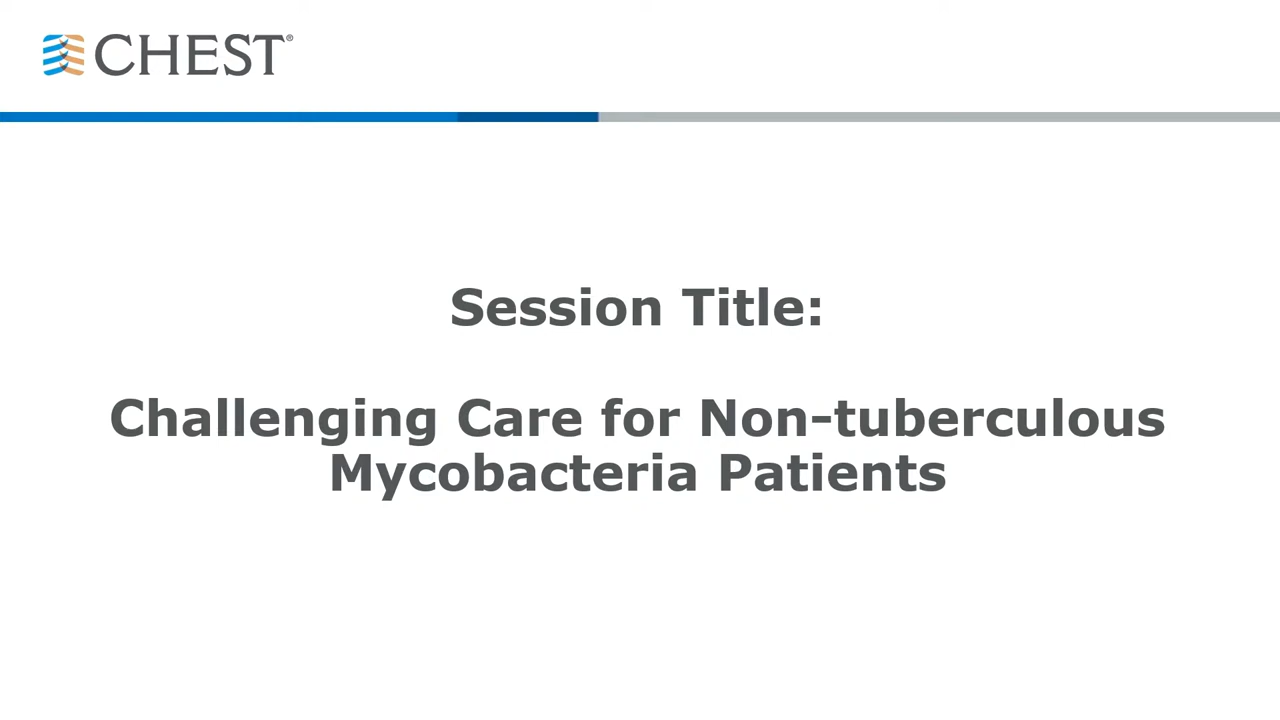 CHEST®
Session Title:
Challenging Care for Non-tuberculous
Mycobacteria Patients